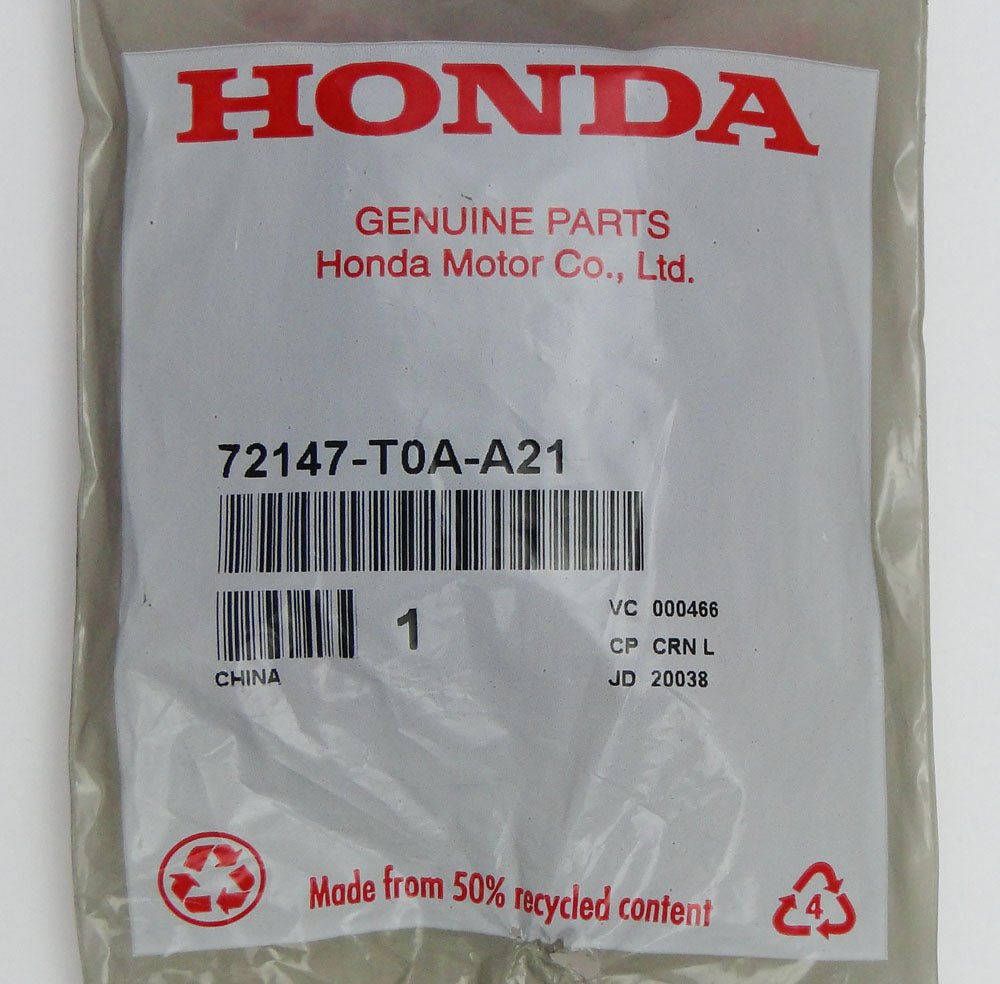 HONDA
GENUINE PARTS
Honda Motor Co., Ltd.
72147-T0A-A21
1
CHINA
VC 000466
CP CRN L
JD 20038
Made from 50% recycled content
4